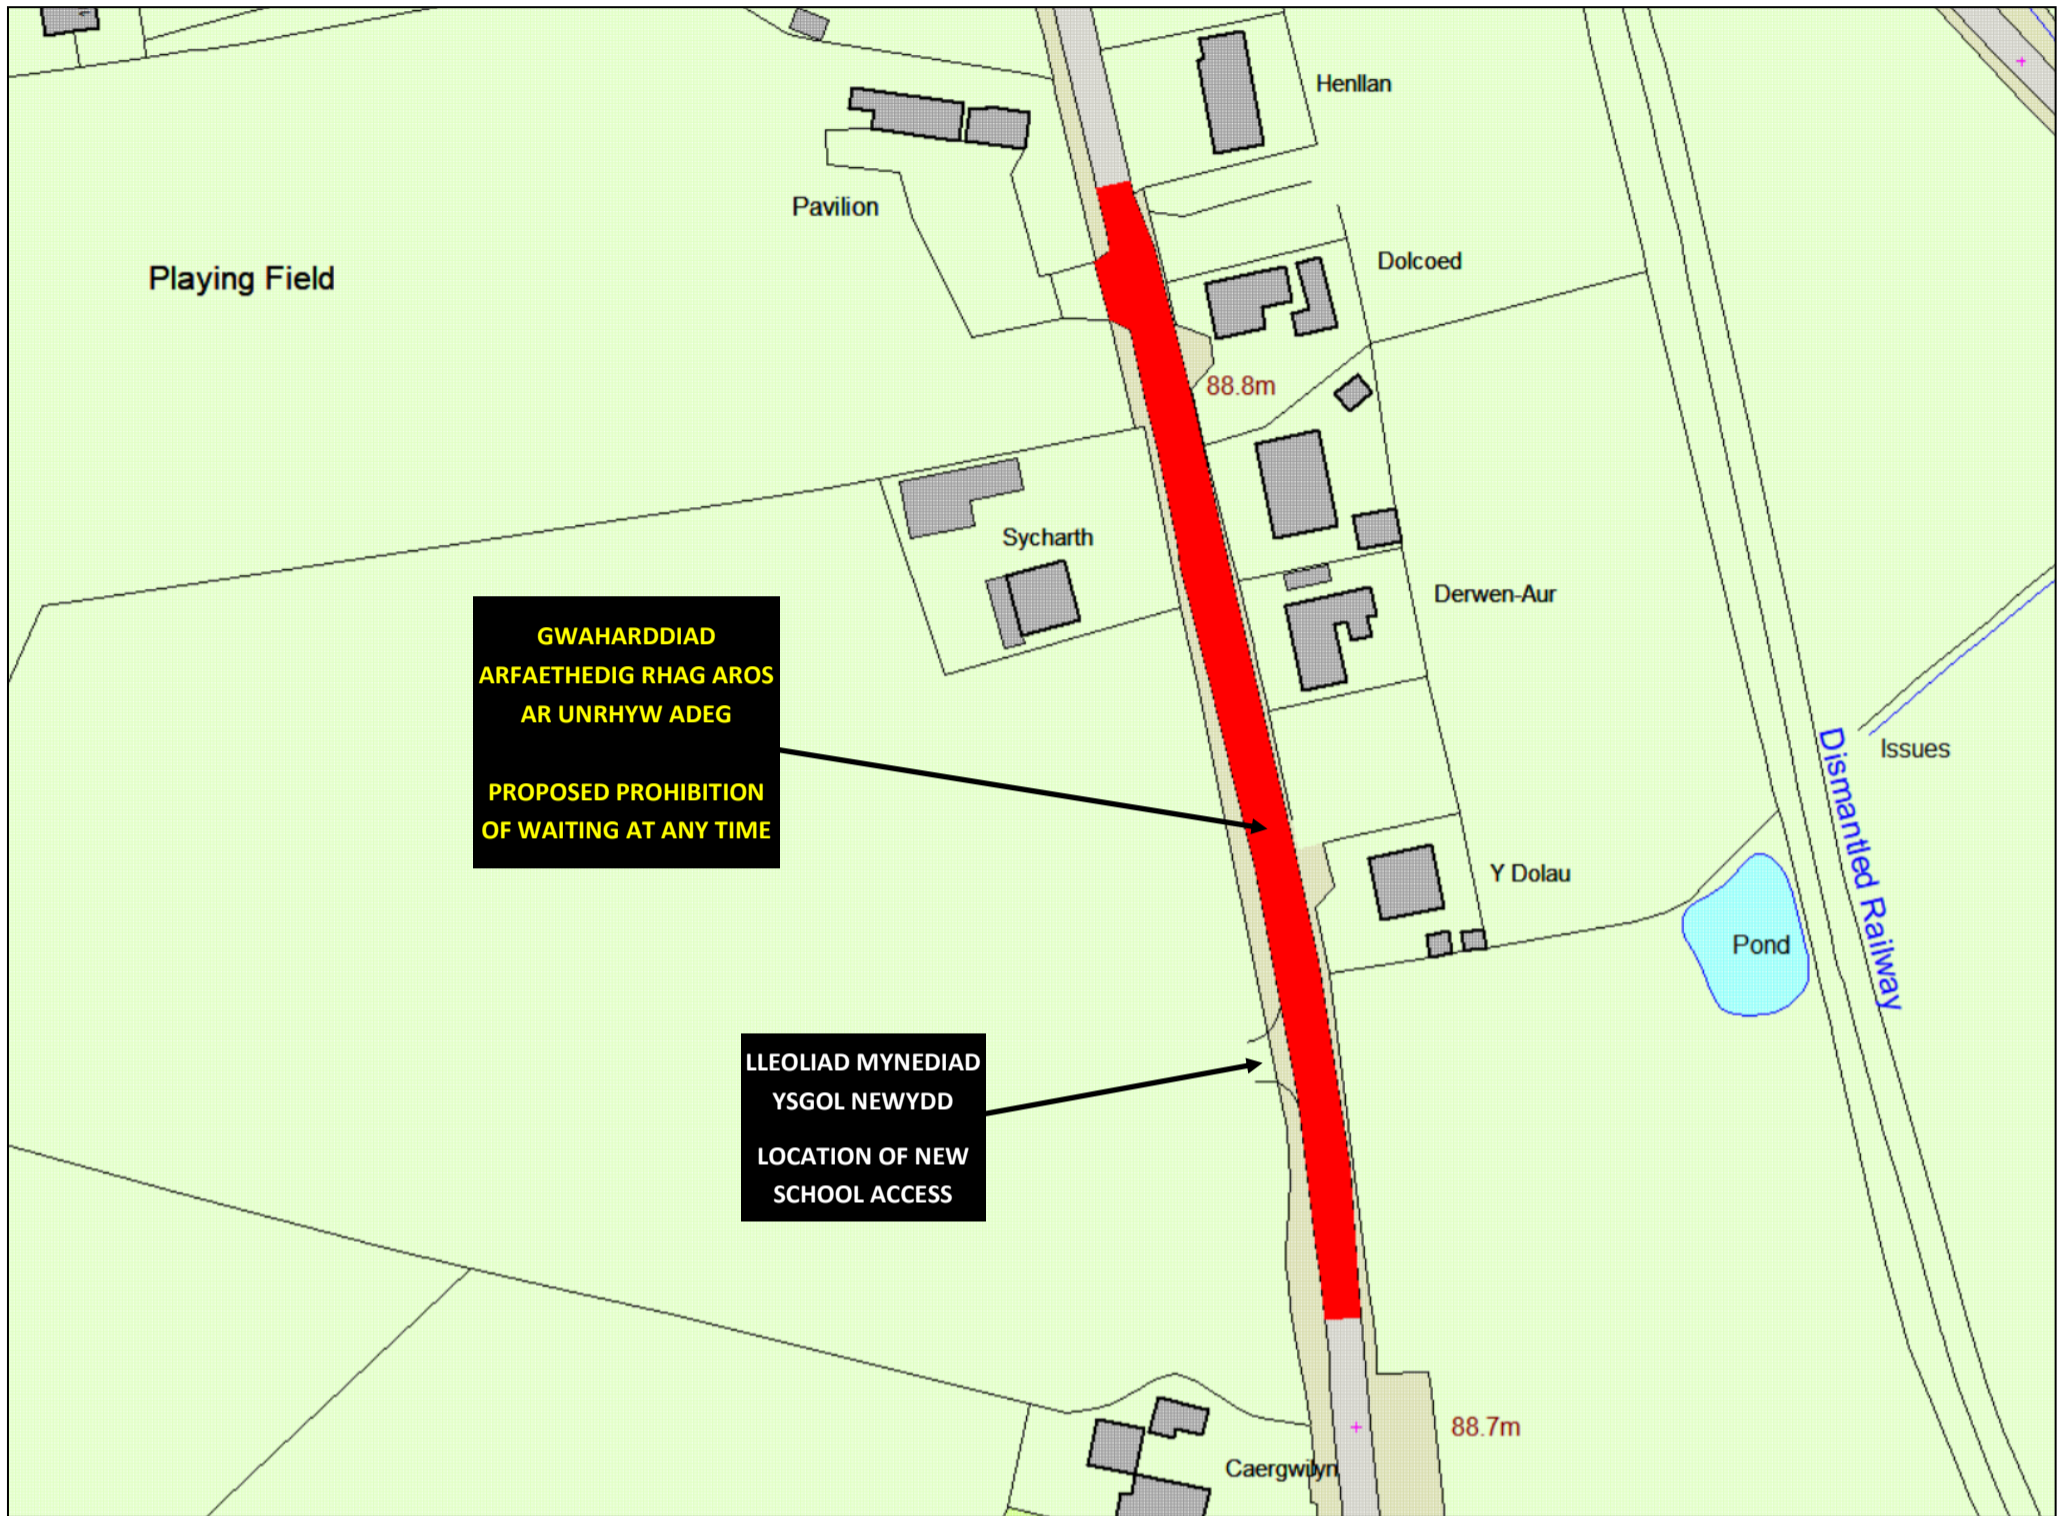 Henllan
Pavilion
Dolcoed
Playing Field
88.8m
Sycharth
Derwen-Aur
GWAHARDDIAD
ARFAETHEDIG RHAG AROS
AR UNRHYW ADEG
PROPOSED PROHIBITION
OF WAITING AT ANY TIME
Issues
Dismantled Railway
Y Dolau
Pond
LLEOLIAD MYNEDIAD
YSGOL NEWYDD
LOCATION OF NEW
SCHOOL ACCESS
88.7m
Caergwilyn